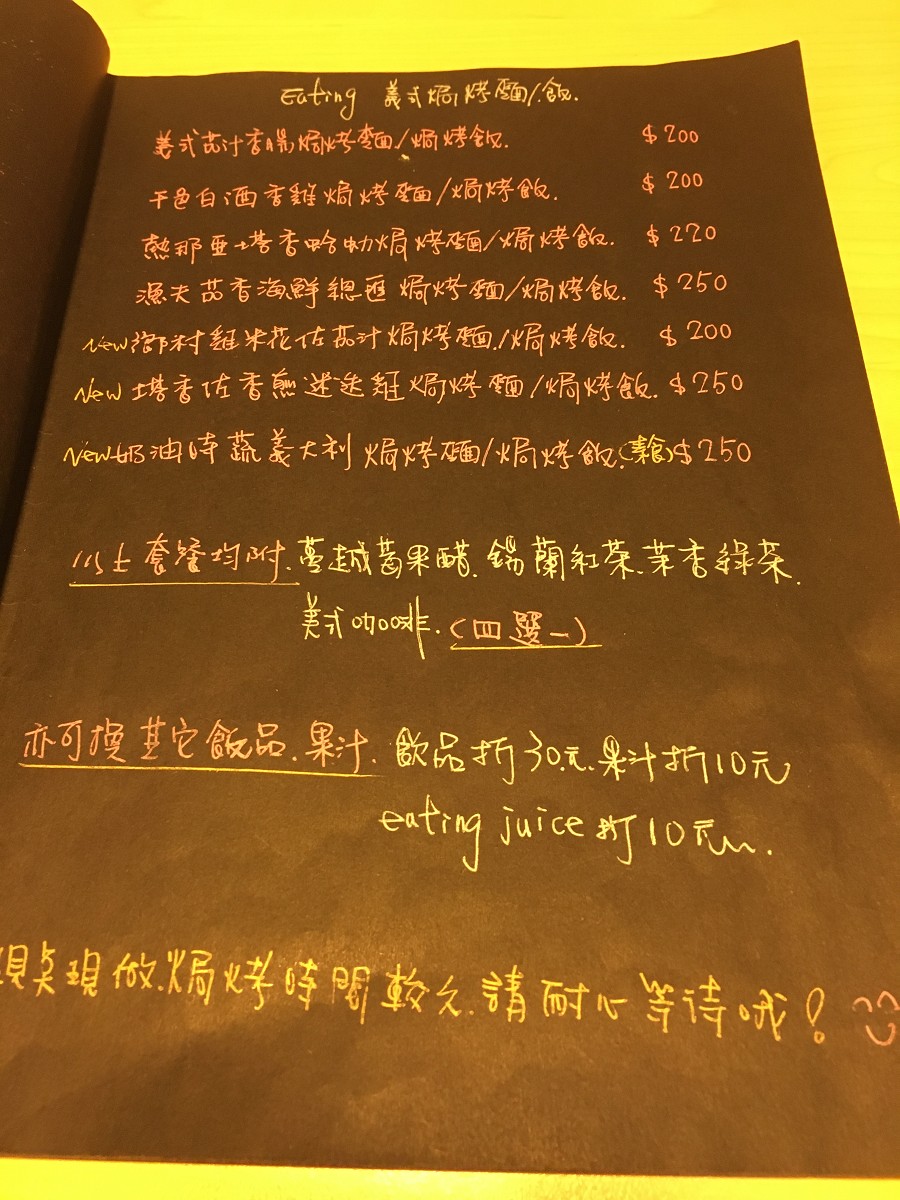 Eating 義式焗烤麵/飯.
義式茄汁香腸焗烤麵/焗烤飯. $200
干邑白酒香雞焗烤麵/焗烤飯. $200
熱那亞塔香蛤蜊焗烤麵/焗烤飯. $220
漁夫茄香海鮮總匯焗烤麵/焗烤飯. $250
New 鄉村雞米花佐茄汁焗烤麵/焗烤飯. $200
New 塔香佐香煎迷迭雞焗烤麵/焗烤飯. $250
New 奶油時蔬義大利焗烤麵/焗烤飯.(素食) $250
以上套餐均附.蔓越莓果醋.錫蘭紅茶.茉香綠茶.
美式咖啡.(四選一)
亦可換其它飲品.果汁.飲品折30元.果汁折10元
eating juice折10元~.
現點現做.焗烤時間較久.請耐心等待哦!